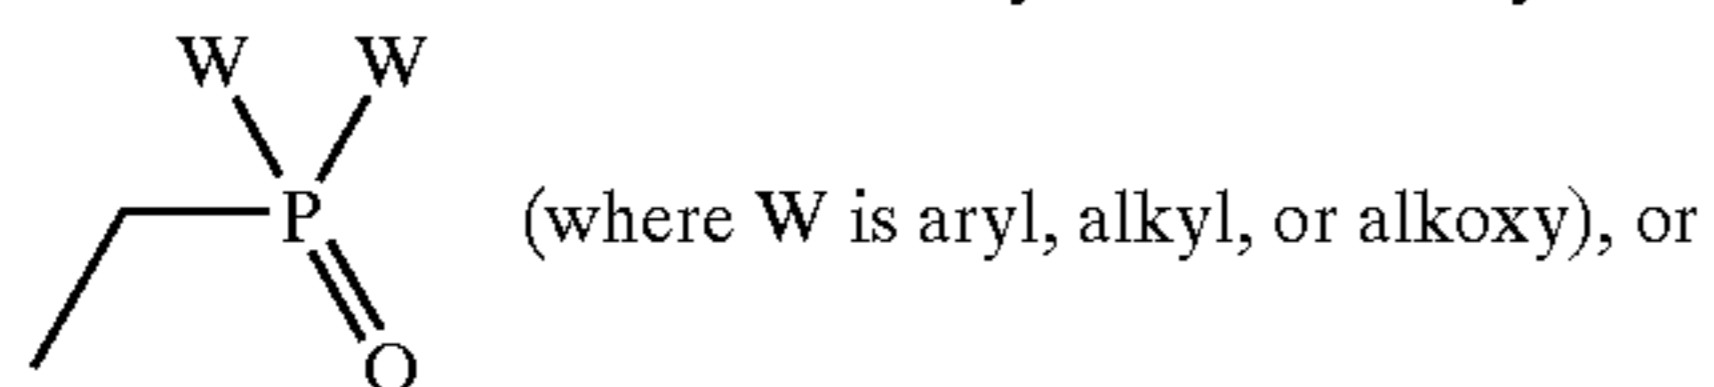 W W
P (where W is aryl, alkyl, or alkoxy), or
O